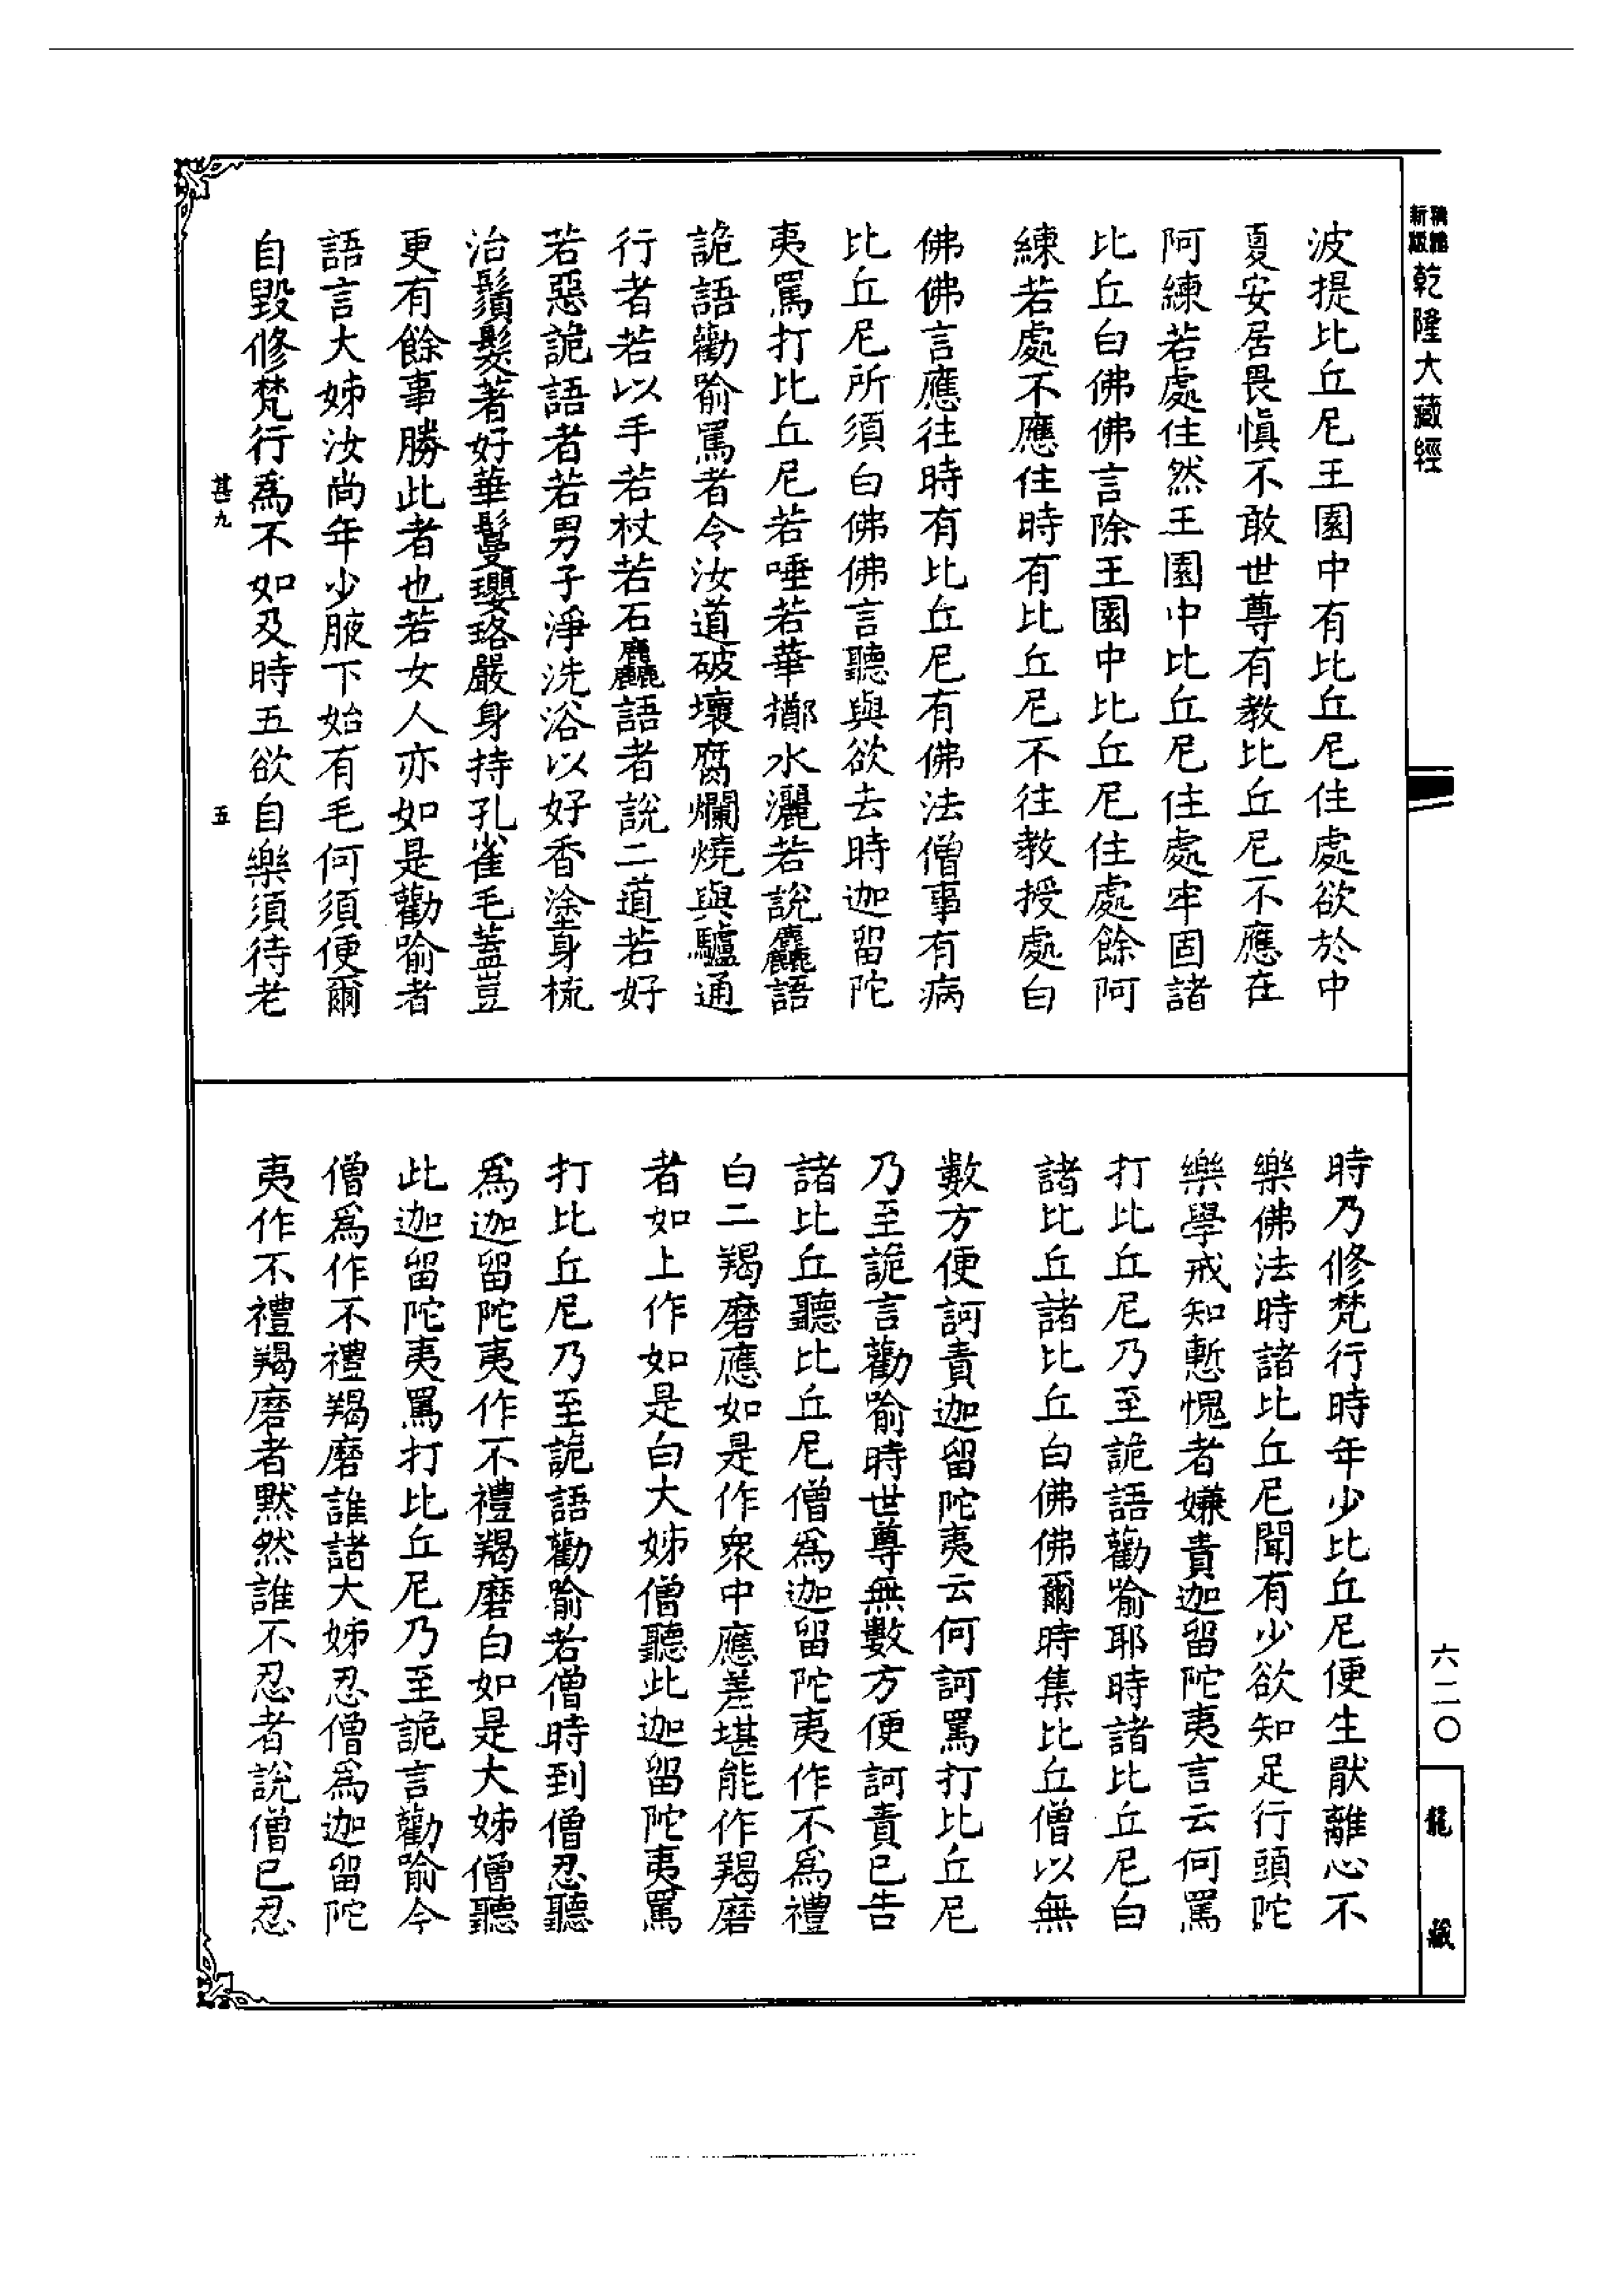 新版
乾隆大藏經
波提比丘尼王園中有比丘尼住處欲於中
夏安居畏慎不敢世尊有教比丘尼不應在
阿練若處住然王園中比丘尼住處牢固諸
比丘白佛佛言除王園中比丘尼住處餘阿
練若處不應住時有比丘尼不往教授處白
佛佛言應往時有比丘尼有佛法僧事有病
比丘尼所須白佛佛言聽與欲去時迦留陀
夷罵打比丘尼若唾若華擲水灑若說麤語
詭語勸喻罵者令汝道破壞腐爛燒與驢通
行者若以手若杖若石麤語者說二道若好
若惡詭語者若男子淨洗浴以好香塗身梳
治鬚髮著好華鬘瓔珞嚴身持孔雀毛蓋豈
更有餘事勝此者也若女人亦如是勸喻者
語言大姊汝尚年少腋下始有毛何須便爾
自毀修梵行為不如及時五欲自樂須待老
甚九
五
時乃修梵行時年少比丘尼便生厭離心不
樂佛法時諸比丘尼聞有少欲知足行頭陀
樂學戒知慙愧者嫌責迦留陀夷言云何罵
打比丘尼乃至詭語勸喻耶時諸比丘尼白
諸比丘諸比丘白佛佛爾時集比丘僧以無
數方便訶責迦留陀夷云何訶罵打比丘尼
乃至詭言勸喻時世尊無數方便訶責已告
諸比丘聽比丘尼僧為迦留陀夷作不為禮
白二羯磨應如是作衆中應差堪能作羯磨
者如上作如是白大姊僧聽此迦留陀夷罵
打比丘尼乃至詭語勸喻若僧時到僧忍聽
為迦留陀夷作不禮羯磨白如是大姊僧聽
此迦留陀夷罵打比丘尼乃至詭言勸喻今
僧為作不禮羯磨誰諸大姊忍僧為迦留陀
夷作不禮羯磨者默然誰不忍者說僧已忍
六二〇
龍藏